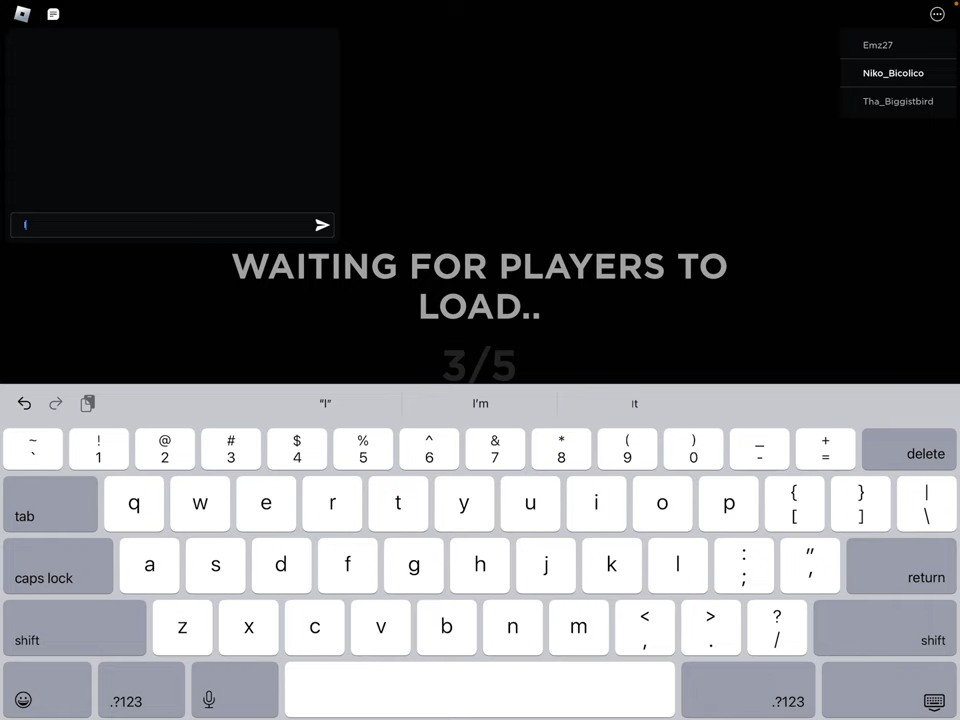 Emz27
Niko_Bicolico
Tha_Biggistbird
WAITING FOR PLAYERS TO
LOAD..
3/5
"I" I'm It
~ ! @ # $ % ^ & * ( ) _ +
` 1 2 3 4 5 6 7 8 9 0 - = delete
tab q w e r t y u i o p { [ } ] | \
caps lock a s d f g h j k l : ; " ' return
shift z x c v b n m < , > . ? / shift
.?123 .?123